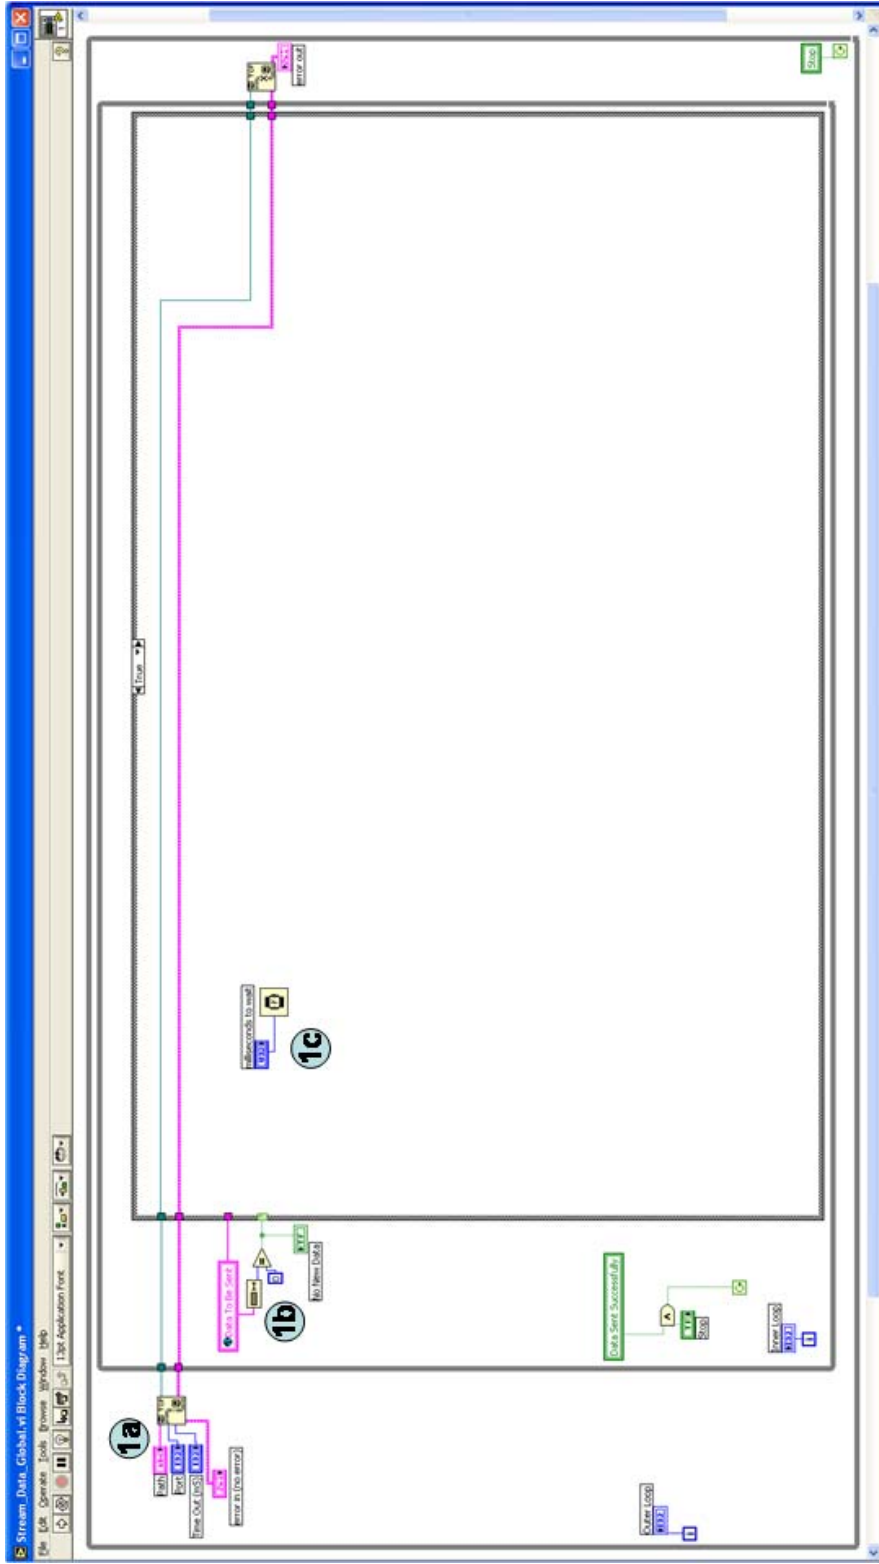 Stream_Data_Global.vi Block Diagram *
File Edit Operate Tools Browse Window Help
13pt Application Font
1a
Path
Port
Time Out (mS)
error in (no error)
TCP
Data To Be Sent
1b
No New Data
True
milliseconds to wait
1c
TCP
error out
Data Sent Successfully
Stop
Inner Loop
Outer Loop
Stop